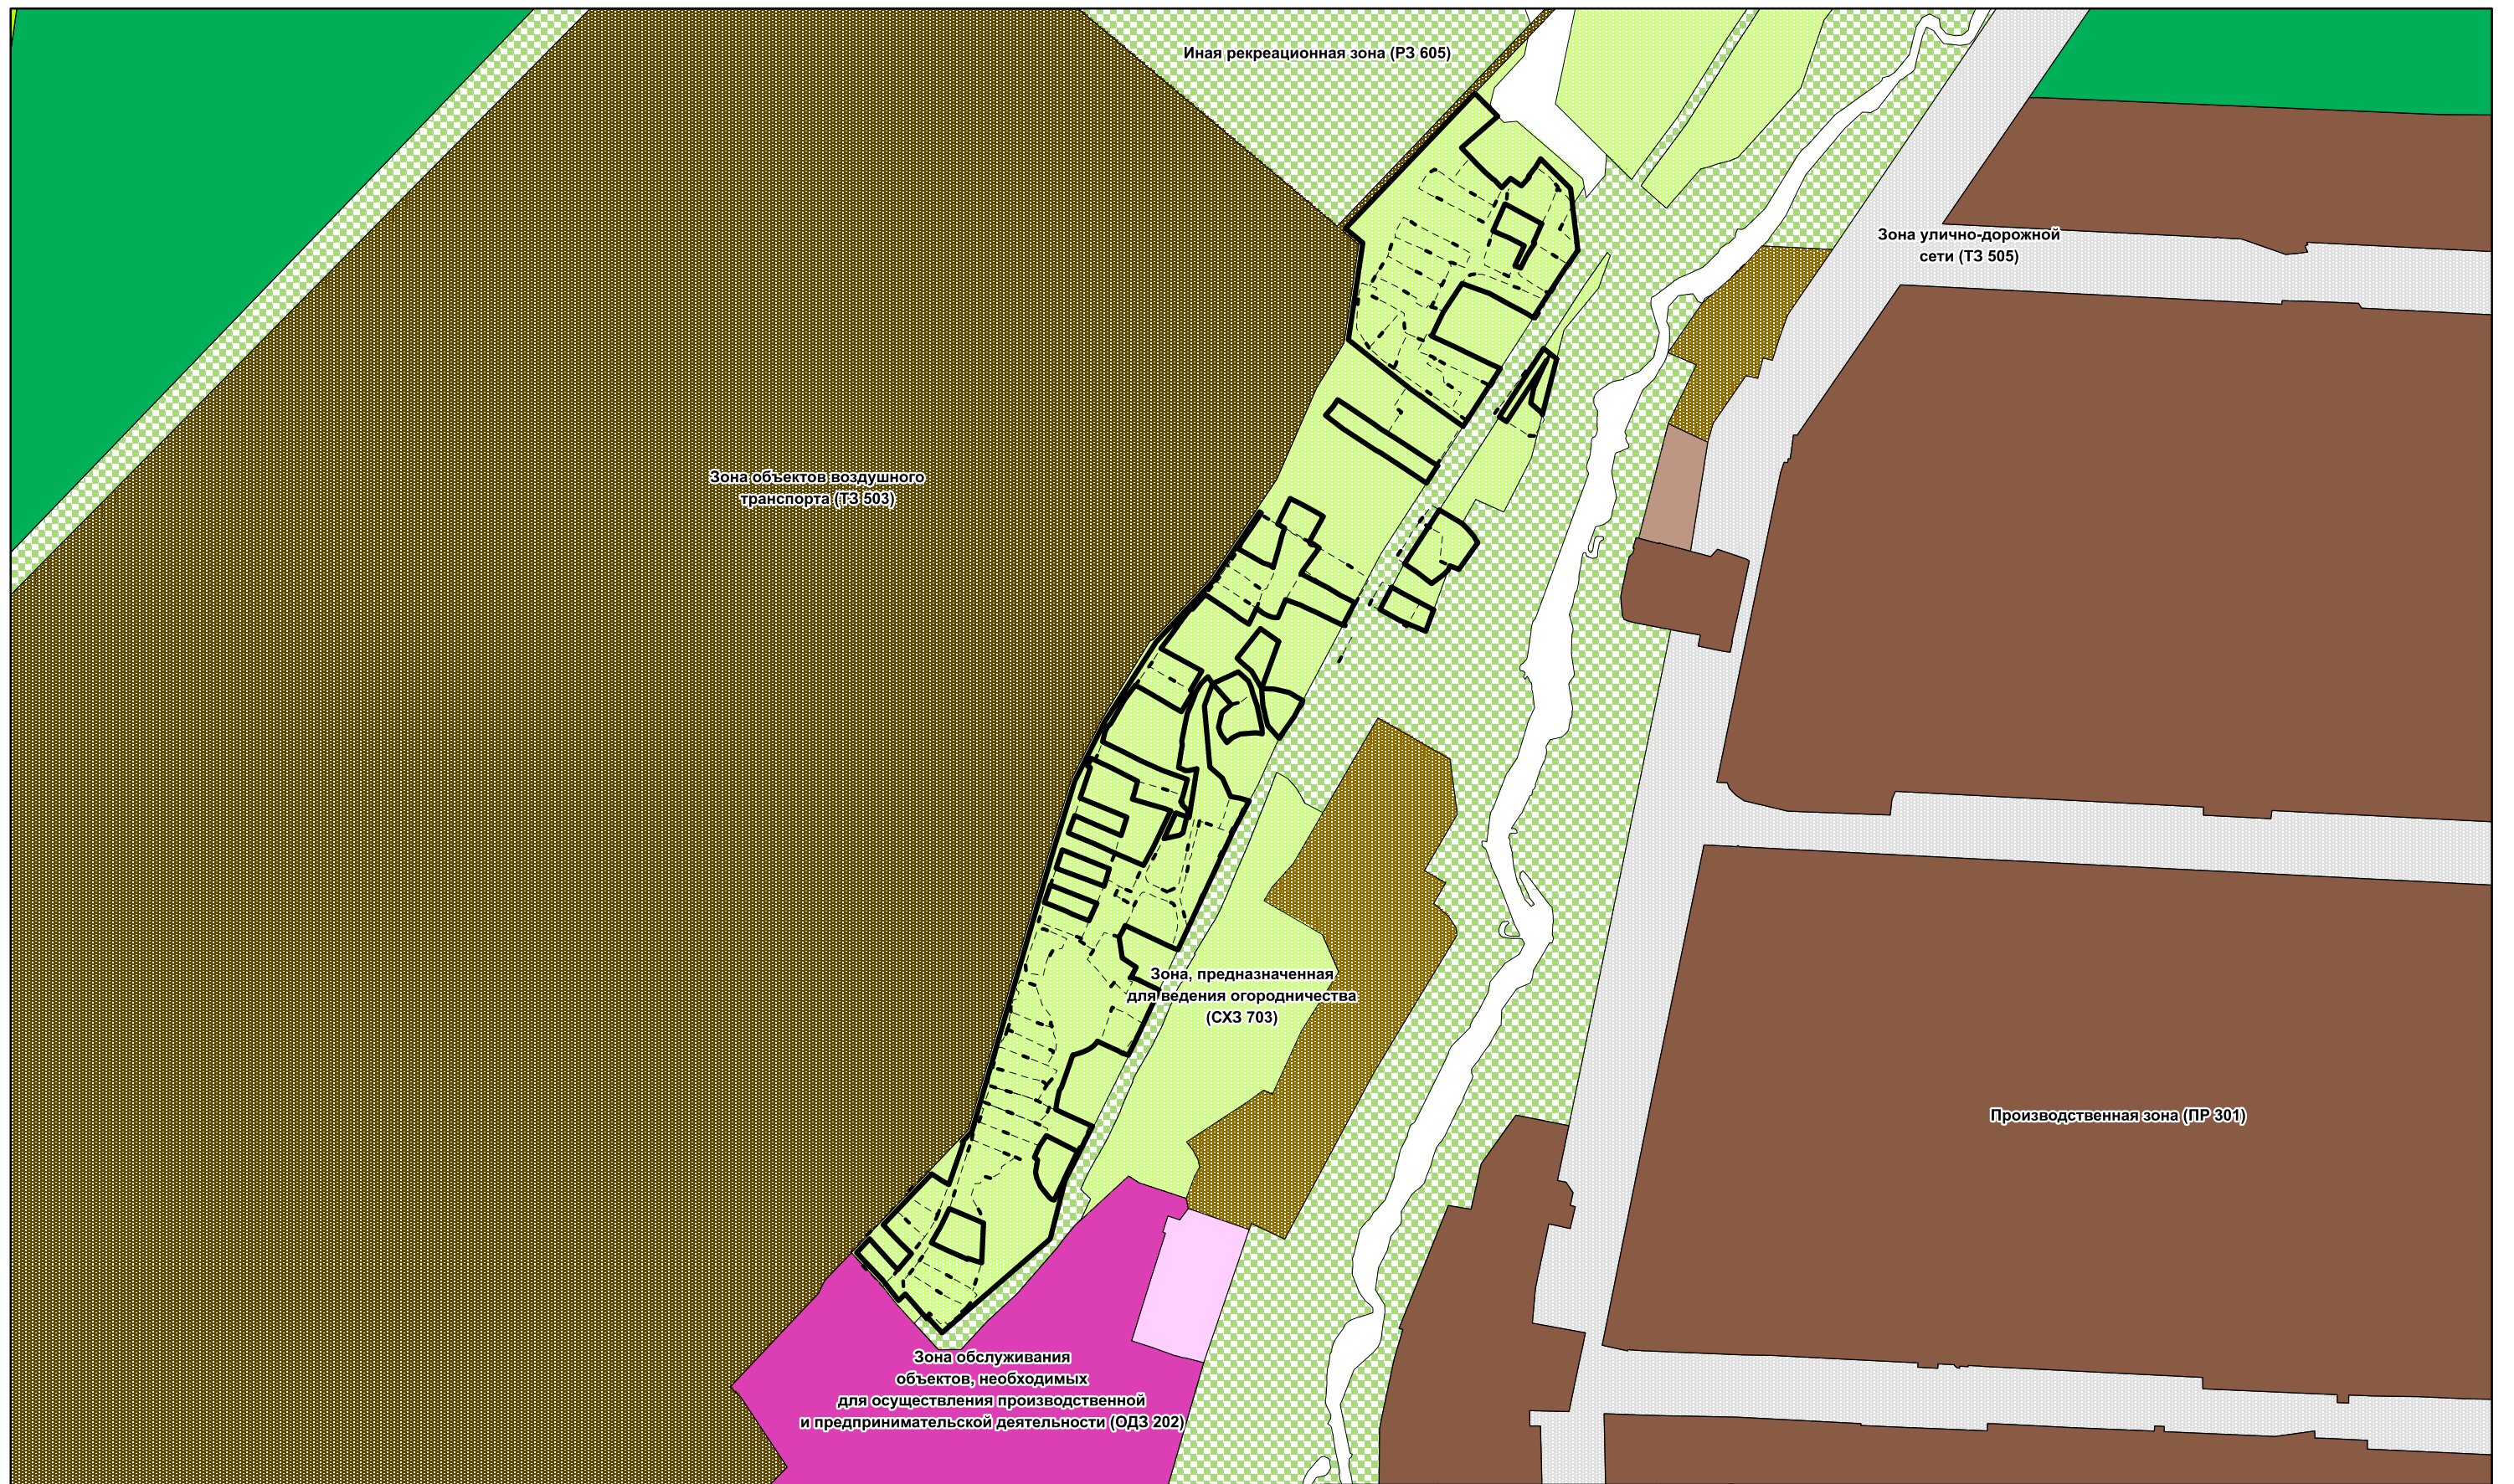 Иная рекреационная зона (РЗ 605)
Зона улично-дорожной
сети (ТЗ 505)
Зона объектов воздушного
транспорта (ТЗ 503)
Зона, предназначенная
для ведения огородничества
(СХЗ 703)
Производственная зона (ПР 301)
Зона обслуживания
объектов, необходимых
для осуществления производственной
и предпринимательской деятельности (ОДЗ 202)